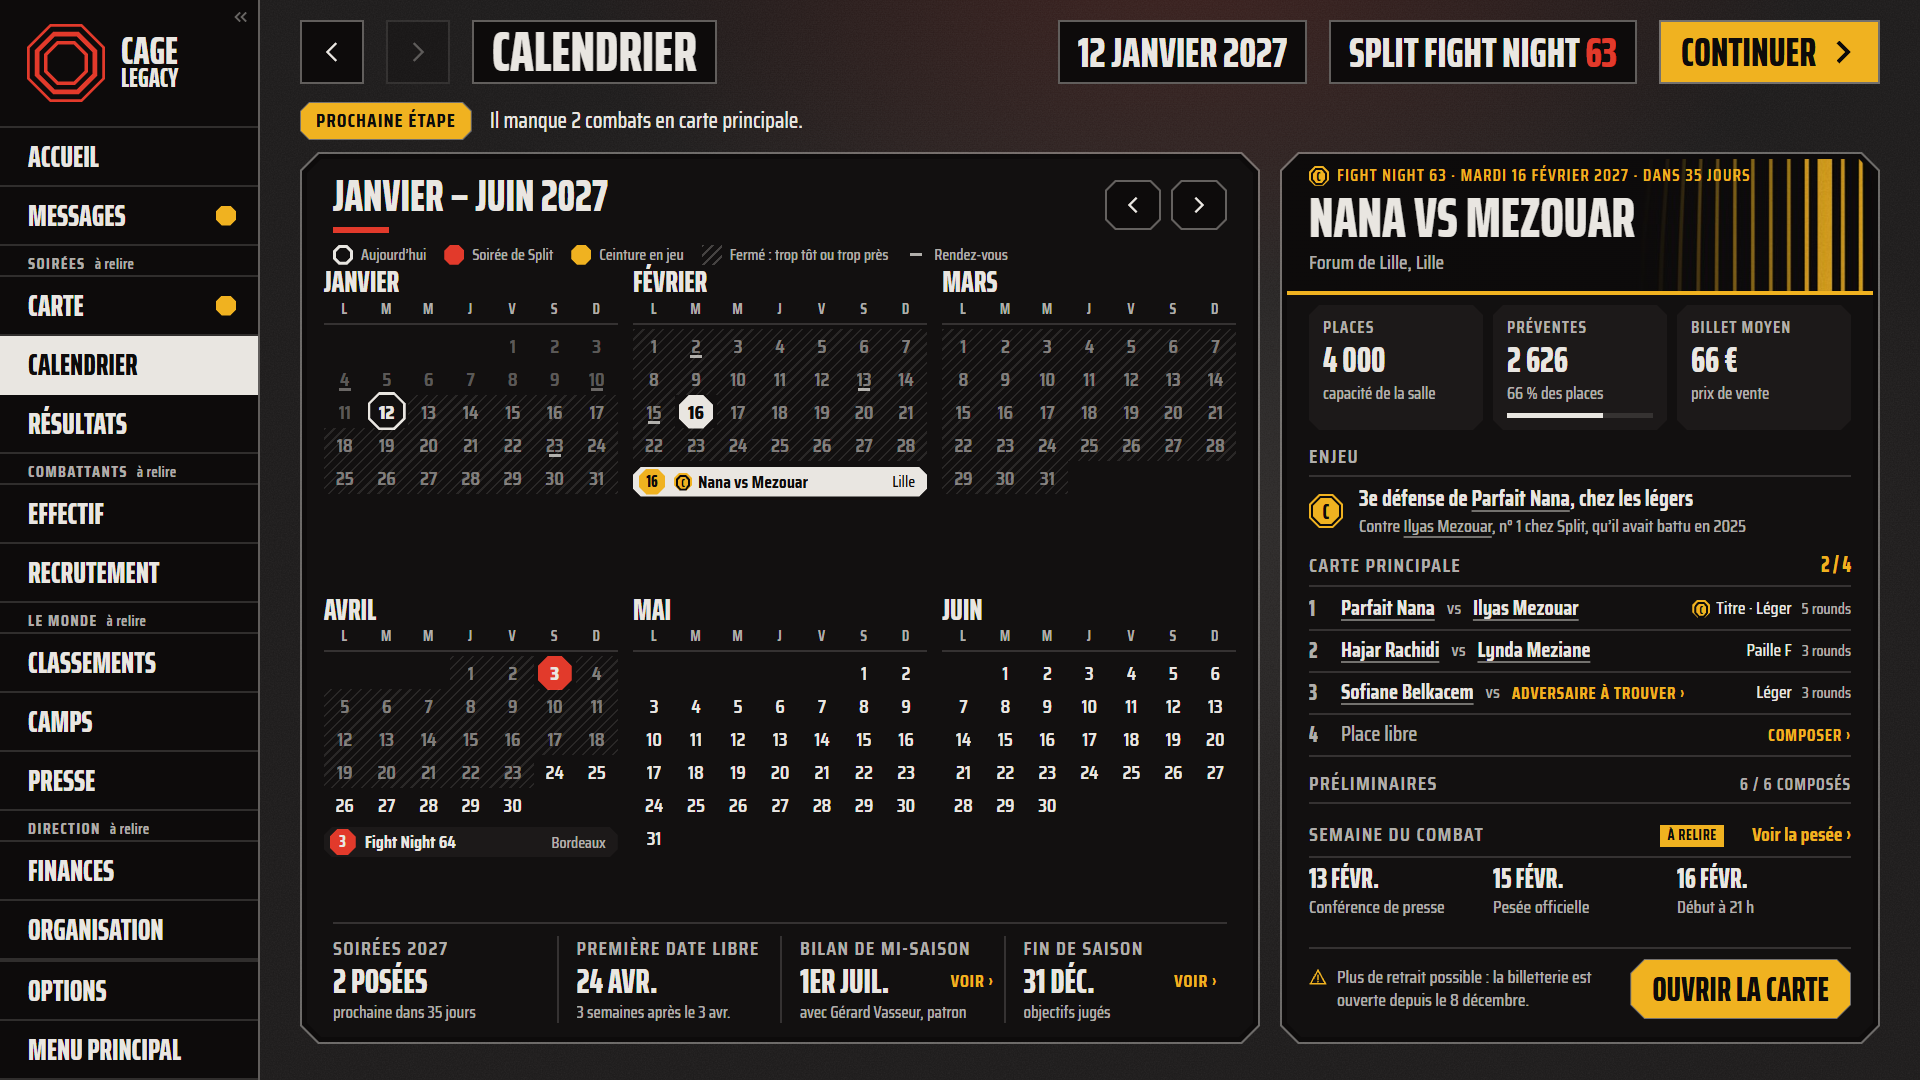 CAGE
LEGACY
ACCUEIL
MESSAGES
SOIRÉES à relire
CARTE
CALENDRIER
RÉSULTATS
COMBATTANTS à relire
EFFECTIF
RECRUTEMENT
LE MONDE à relire
CLASSEMENTS
CAMPS
PRESSE
DIRECTION à relire
FINANCES
ORGANISATION
OPTIONS
MENU PRINCIPAL
CALENDRIER
12 JANVIER 2027
SPLIT FIGHT NIGHT 63
CONTINUER
PROCHAINE ÉTAPE Il manque 2 combats en carte principale.
JANVIER – JUIN 2027
Aujourd'hui Soirée de Split Ceinture en jeu Fermé : trop tôt ou trop près Rendez-vous
JANVIER
L M M J V S D
1 2 3
4 5 6 7 8 9 10
11 12 13 14 15 16 17
18 19 20 21 22 23 24
25 26 27 28 29 30 31
FÉVRIER
L M M J V S D
1 2 3 4 5 6 7
8 9 10 11 12 13 14
15 16 17 18 19 20 21
22 23 24 25 26 27 28
16 C Nana vs Mezouar Lille
MARS
L M M J V S D
1 2 3 4 5 6 7
8 9 10 11 12 13 14
15 16 17 18 19 20 21
22 23 24 25 26 27 28
29 30 31
AVRIL
L M M J V S D
1 2 3 4
5 6 7 8 9 10 11
12 13 14 15 16 17 18
19 20 21 22 23 24 25
26 27 28 29 30
3 Fight Night 64 Bordeaux
MAI
L M M J V S D
1 2
3 4 5 6 7 8 9
10 11 12 13 14 15 16
17 18 19 20 21 22 23
24 25 26 27 28 29 30
31
JUIN
L M M J V S D
1 2 3 4 5 6
7 8 9 10 11 12 13
14 15 16 17 18 19 20
21 22 23 24 25 26 27
28 29 30
SOIRÉES 2027
2 POSÉES
prochaine dans 35 jours
PREMIÈRE DATE LIBRE
24 AVR.
3 semaines après le 3 avr.
BILAN DE MI-SAISON
1ER JUIL. VOIR ›
avec Gérard Vasseur, patron
FIN DE SAISON
31 DÉC. VOIR ›
objectifs jugés
C FIGHT NIGHT 63 · MARDI 16 FÉVRIER 2027 · DANS 35 JOURS
NANA VS MEZOUAR
Forum de Lille, Lille
PLACES
4 000
capacité de la salle
PRÉVENTES
2 626
66 % des places
BILLET MOYEN
66 €
prix de vente
ENJEU
C 3e défense de Parfait Nana, chez les légers
Contre Ilyas Mezouar, n° 1 chez Split, qu'il avait battu en 2025
CARTE PRINCIPALE 2 / 4
1 Parfait Nana vs Ilyas Mezouar C Titre · Léger 5 rounds
2 Hajar Rachidi vs Lynda Meziane Paille F 3 rounds
3 Sofiane Belkacem vs ADVERSAIRE À TROUVER › Léger 3 rounds
4 Place libre COMPOSER ›
PRÉLIMINAIRES 6 / 6 COMPOSÉS
SEMAINE DU COMBAT À RELIRE Voir la pesée ›
13 FÉVR.
Conférence de presse
15 FÉVR.
Pesée officielle
16 FÉVR.
Début à 21 h
Plus de retrait possible : la billetterie est
ouverte depuis le 8 décembre.
OUVRIR LA CARTE